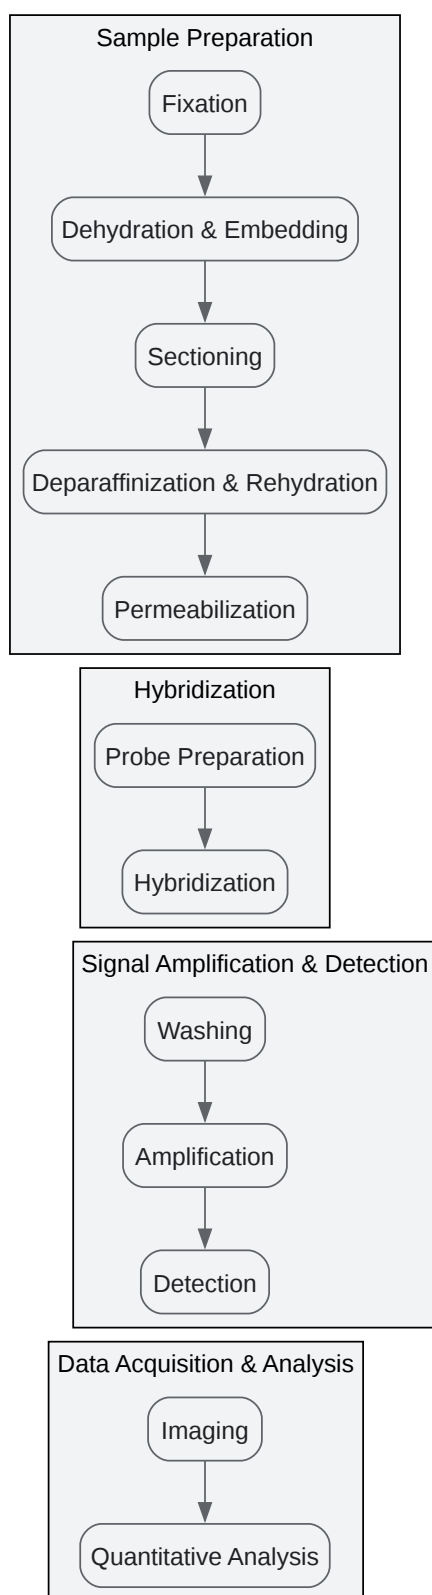 Sample Preparation
Fixation
Dehydration & Embedding
Sectioning
Deparaffinization & Rehydration
Permeabilization
Hybridization
Probe Preparation
Hybridization
Signal Amplification & Detection
Washing
Amplification
Detection
Data Acquisition & Analysis
Imaging
Quantitative Analysis